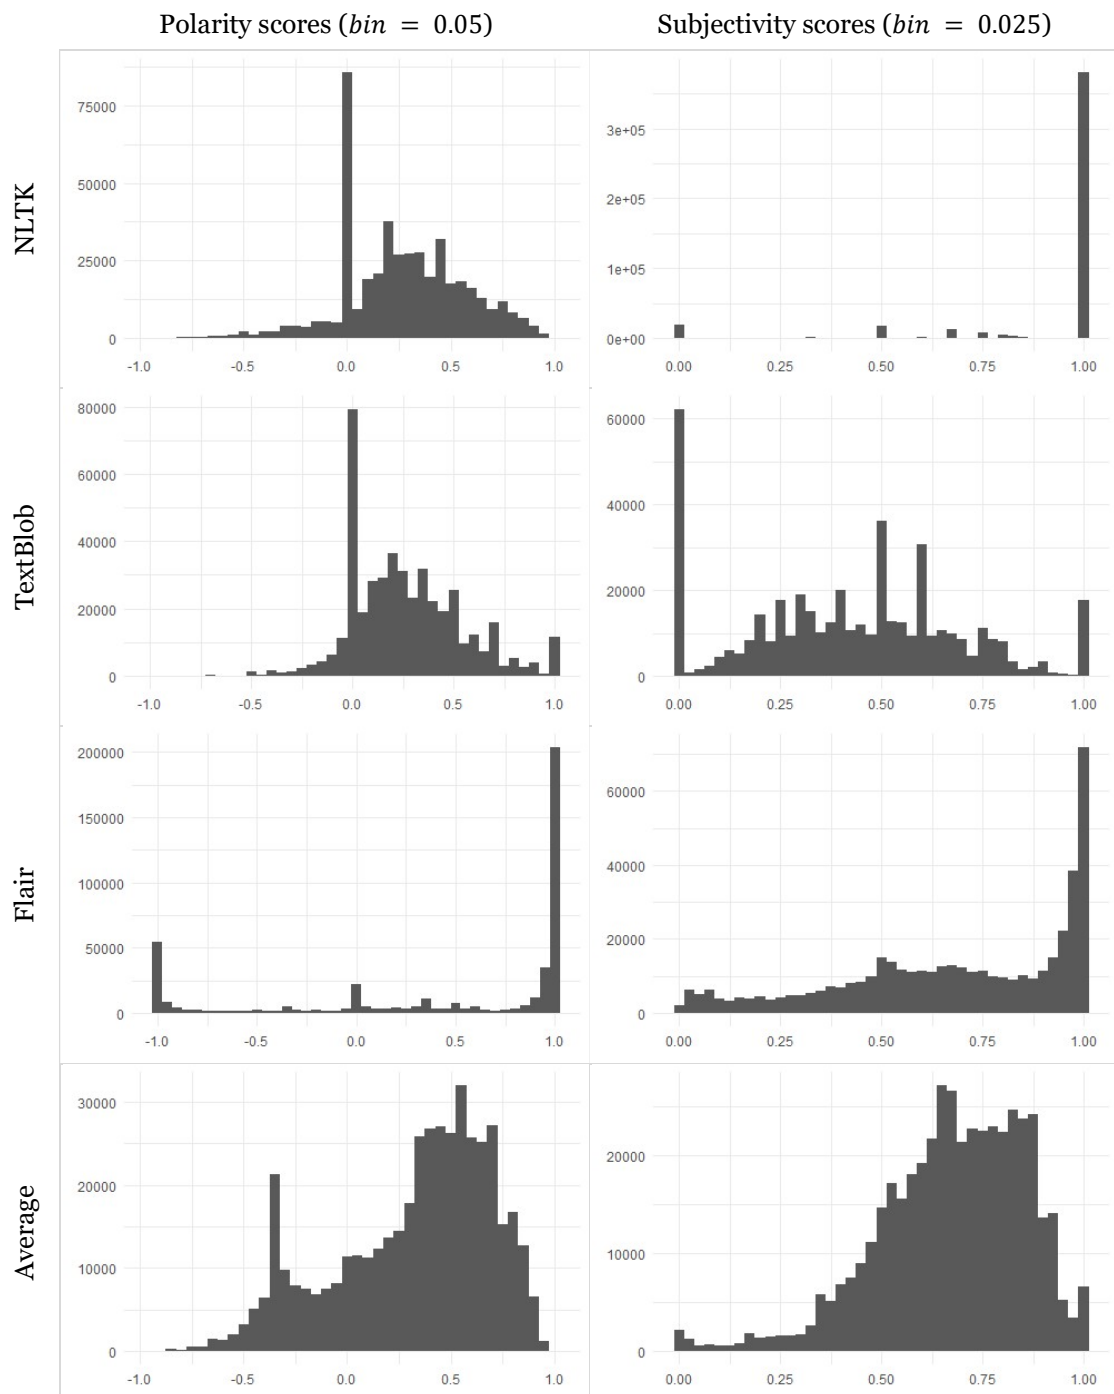 Polarity scores (bin = 0.05)
Subjectivity scores (bin = 0.025)
NLTK
75000
50000
25000
0
-1.0 -0.5 0.0 0.5 1.0
3e+05
2e+05
1e+05
0e+00
0.00 0.25 0.50 0.75 1.00
TextBlob
80000
60000
40000
20000
0
-1.0 -0.5 0.0 0.5 1.0
60000
40000
20000
0
0.00 0.25 0.50 0.75 1.00
Flair
200000
150000
100000
50000
0
-1.0 -0.5 0.0 0.5 1.0
60000
40000
20000
0
0.00 0.25 0.50 0.75 1.00
Average
30000
20000
10000
0
-1.0 -0.5 0.0 0.5 1.0
20000
10000
0
0.00 0.25 0.50 0.75 1.00